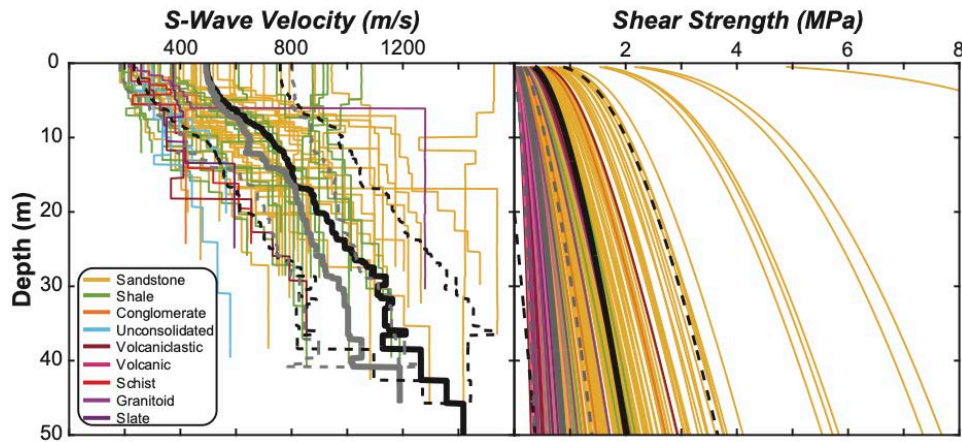 S-Wave Velocity (m/s)
Shear Strength (MPa)
400 800 1200
2 4 6 8
Depth (m)
0
10
20
30
40
50
Sandstone
Shale
Conglomerate
Unconsolidated
Volcaniclastic
Volcanic
Schist
Granitoid
Slate